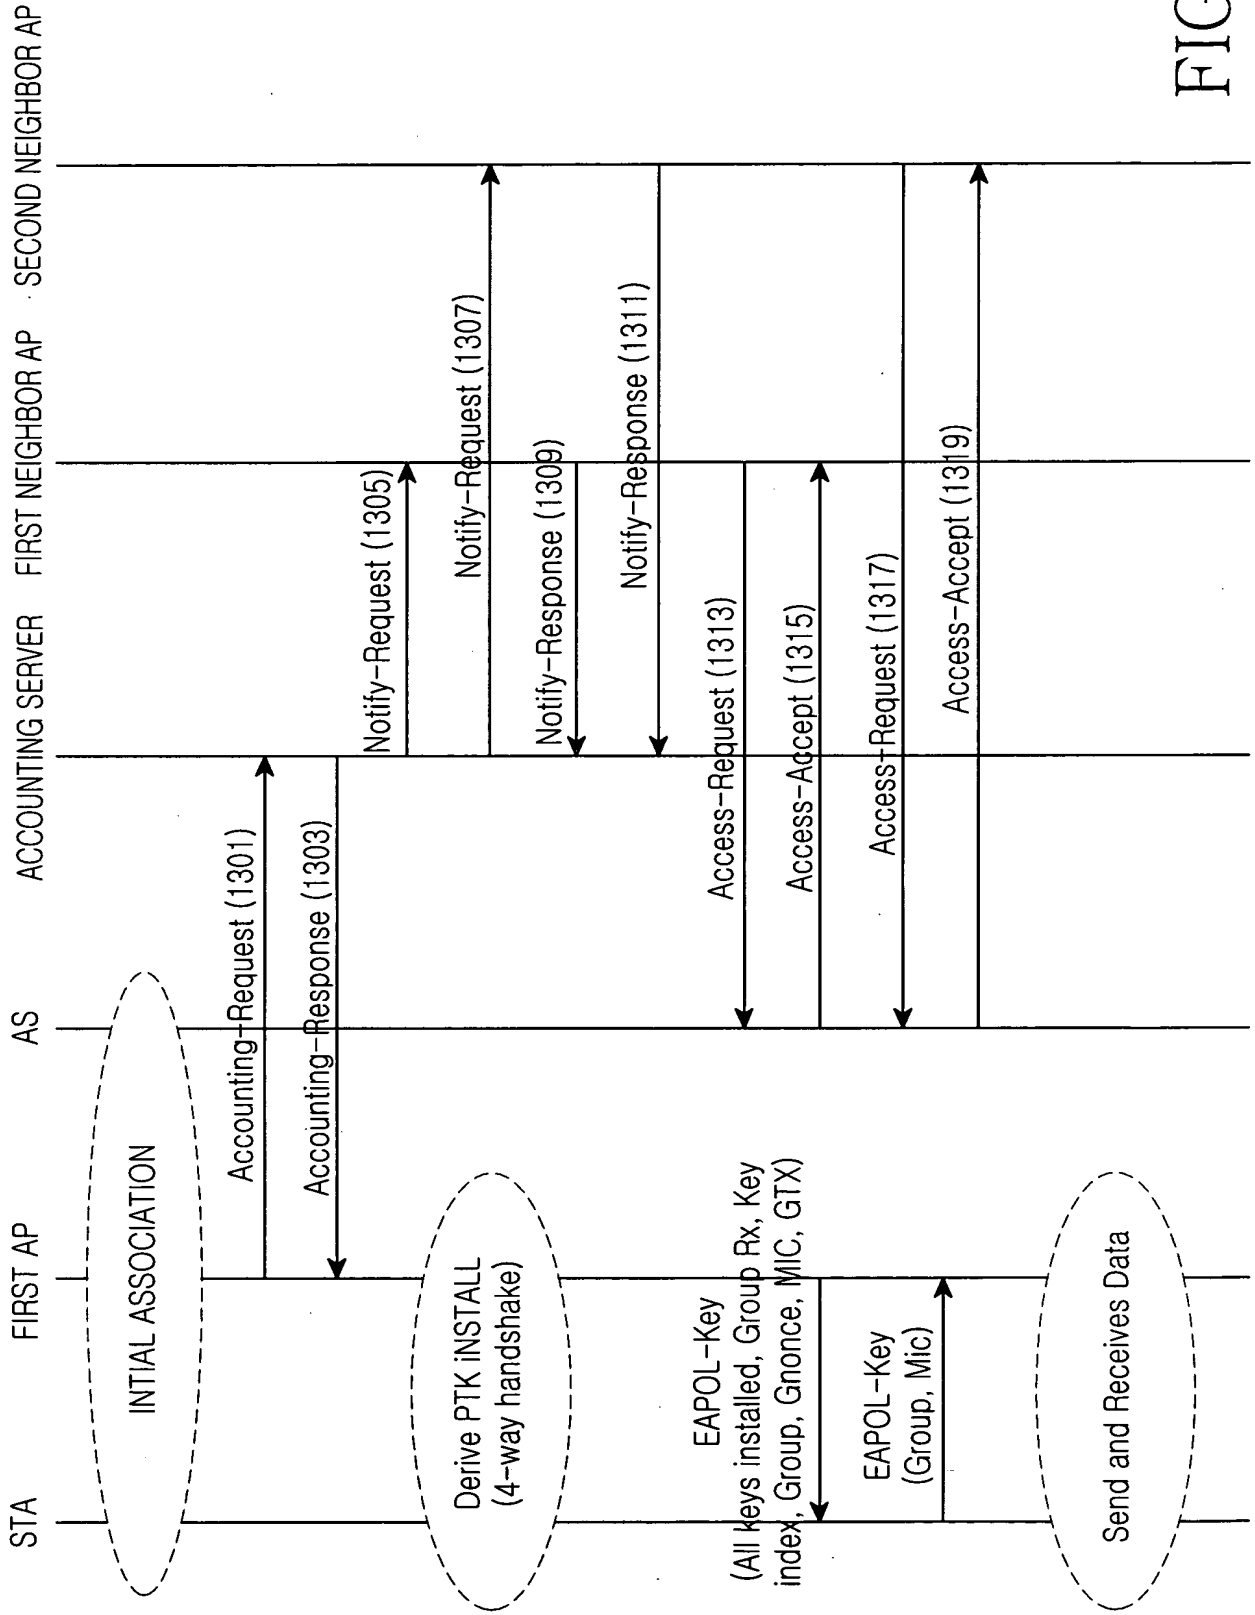 STA
FIRST AP
AS
ACCOUNTING SERVER
FIRST NEIGHBOR AP
SECOND NEIGHBOR AP
INTIAL ASSOCIATION
Accounting-Request (1301)
Accounting-Response (1303)
Notify-Request (1305)
Derive PTK iNSTALL
(4-way handshake)
Notify-Request (1307)
Notify-Response (1309)
Notify-Response (1311)
EAPOL-Key
(All keys installed, Group Rx, Key
index, Group, Gnonce, MIC, GTX)
Access-Request (1313)
Access-Accept (1315)
EAPOL-Key
(Group, Mic)
Access-Request (1317)
Access-Accept (1319)
Send and Receives Data
FIG